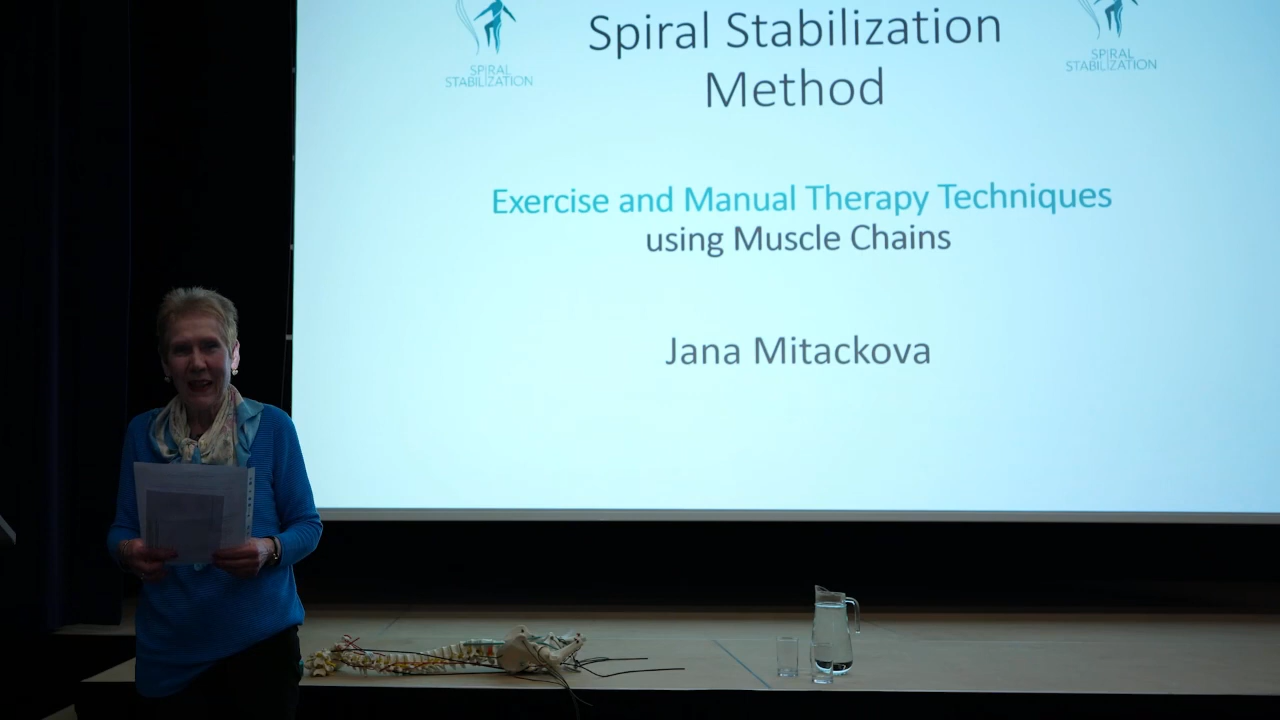 Spiral Stabilization
Method
SPIRAL
STABILIZATION
SPIRAL
STABILIZATION
Exercise and Manual Therapy Techniques
using Muscle Chains
Jana Mitackova